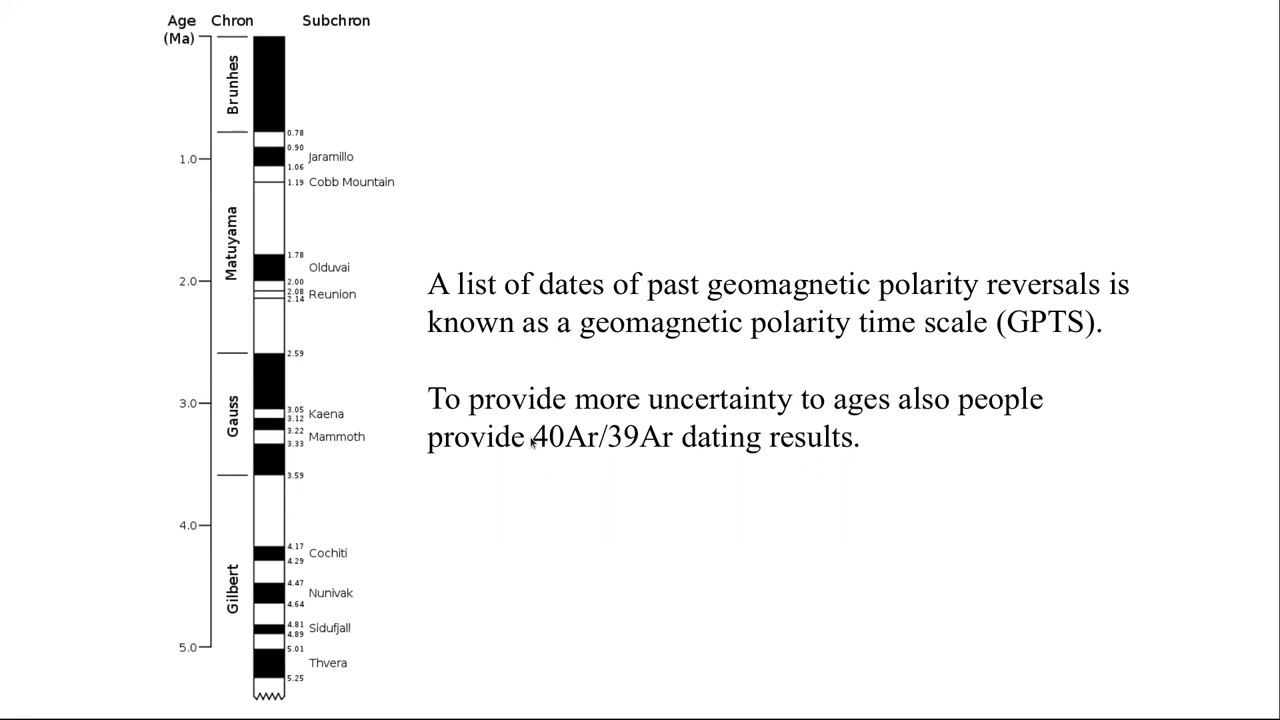 Age Chron Subchron
(Ma)
Brunhes
0.78
0.90
Jaramillo
1.0
1.06
1.19 Cobb Mountain
Matuyama
1.78
Olduvai
2.0
2.00
2.08
Reunion
2.14
2.59
Gauss
3.0
3.05
Kaena
3.12
3.22
Mammoth
3.33
3.59
Gilbert
4.0
4.17
Cochiti
4.29
4.47
Nunivak
4.64
4.81
Sidufjall
4.89
5.0
5.01
Thvera
5.25
A list of dates of past geomagnetic polarity reversals is
known as a geomagnetic polarity time scale (GPTS).
To provide more uncertainty to ages also people
provide 40Ar/39Ar dating results.